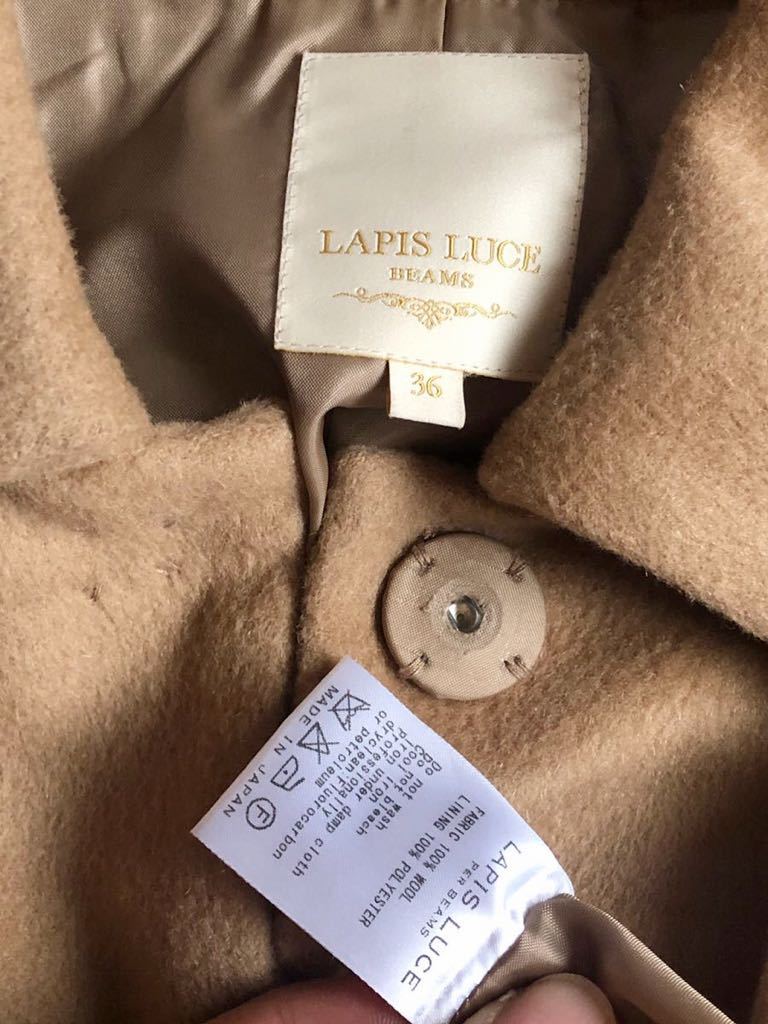 LAPIS LUCE
BEAMS
36
LAPIS LUCE
PER BEAMS
FABRIC 100% WOOL
LINING 100% POLYESTER
Do not wash
Do not bleach
Cool iron
Iron under damp cloth
Professionally
dryclean:Fluorocarbon
or petroleum
F
MADE IN JAPAN